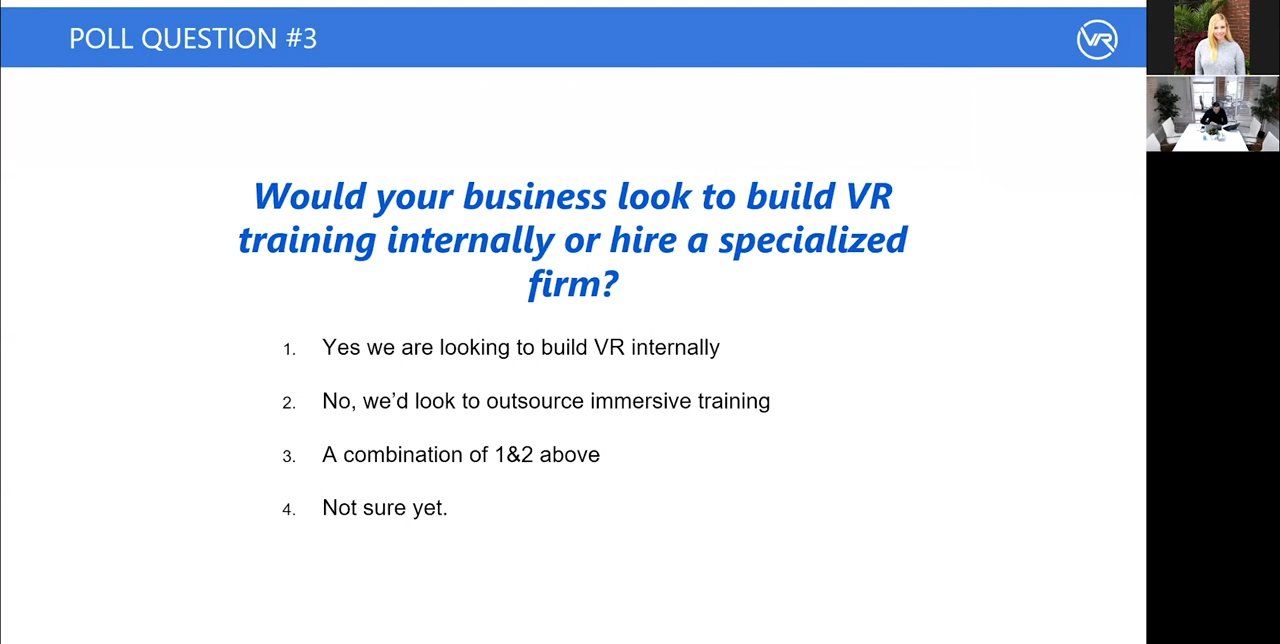 POLL QUESTION #3
VR
Would your business look to build VR
training internally or hire a specialized
firm?
1. Yes we are looking to build VR internally
2. No, we’d look to outsource immersive training
3. A combination of 1&2 above
4. Not sure yet.